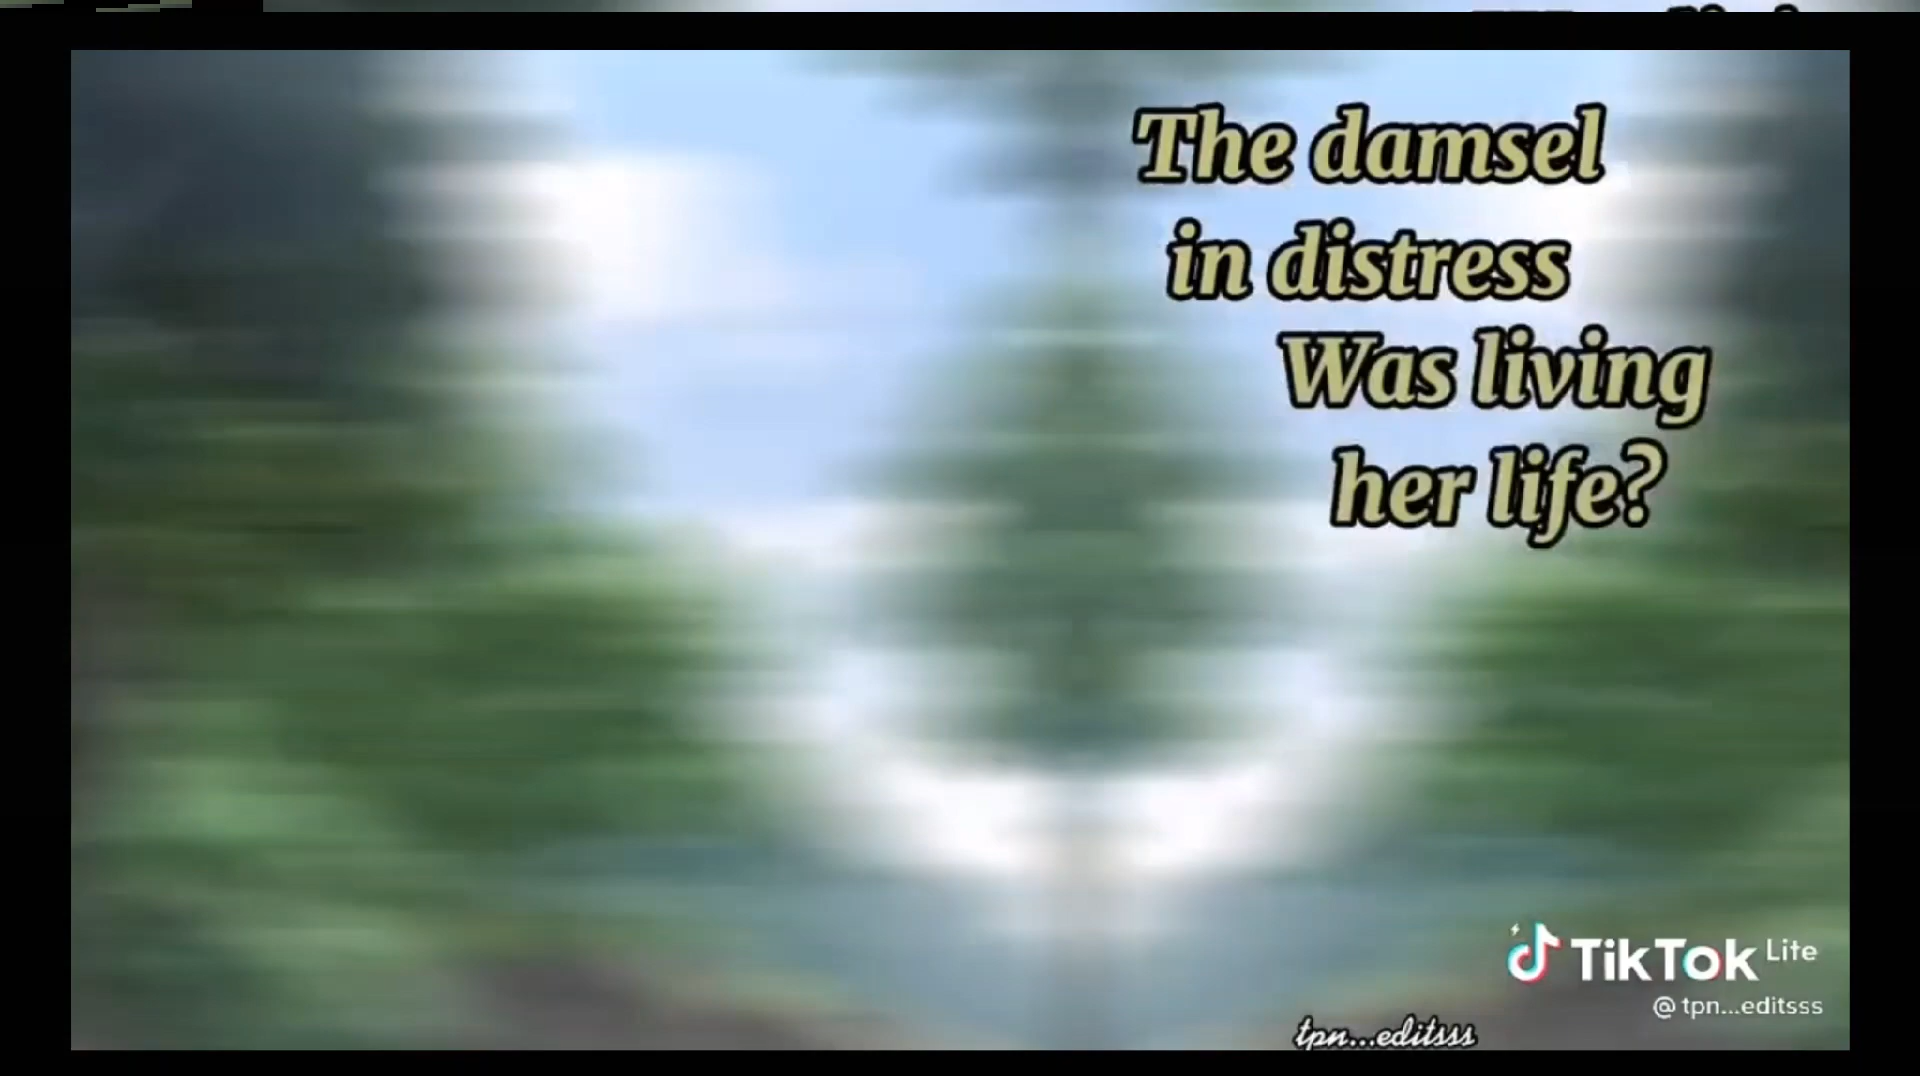 The damsel
in distress
Was living
her life?
TikTok Lite
@tpn...editsss
tpn...editsss